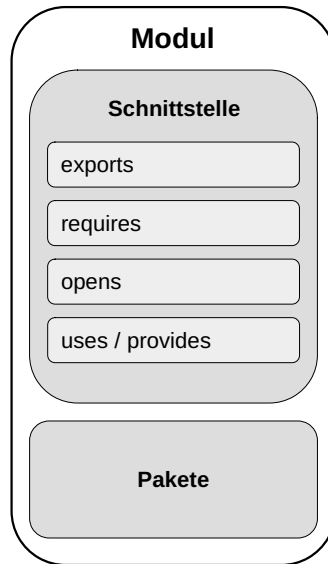 Modul
Schnittstelle
exports
requires
opens
uses / provides
Pakete